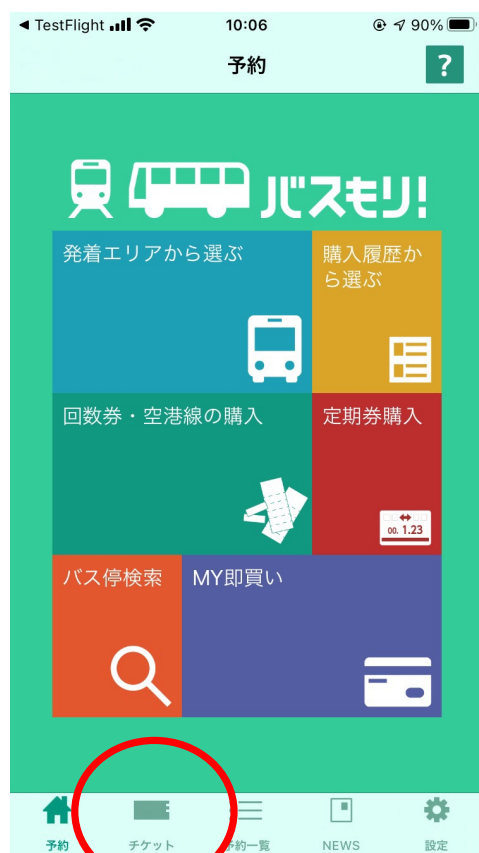 TestFlight 10:06 90%
予約 ?
バスもり!
発着エリアから選ぶ
購入履歴か
ら選ぶ
回数券・空港線の購入
定期券購入
00. 1.23
バス停検索
MY即買い
予約 チケット 予約一覧 NEWS 設定